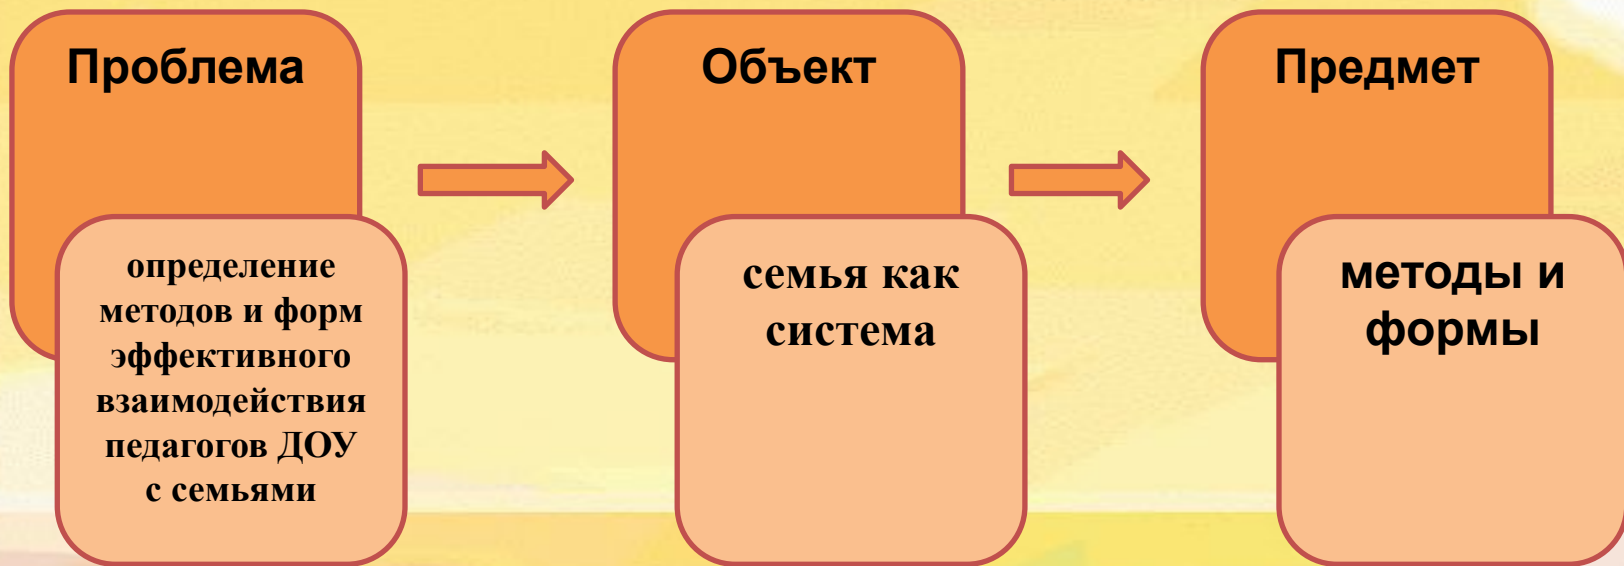 Проблема
определение
методов и форм
эффективного
взаимодействия
педагогов ДОУ
с семьями
Объект
семья как
система
Предмет
методы и
формы